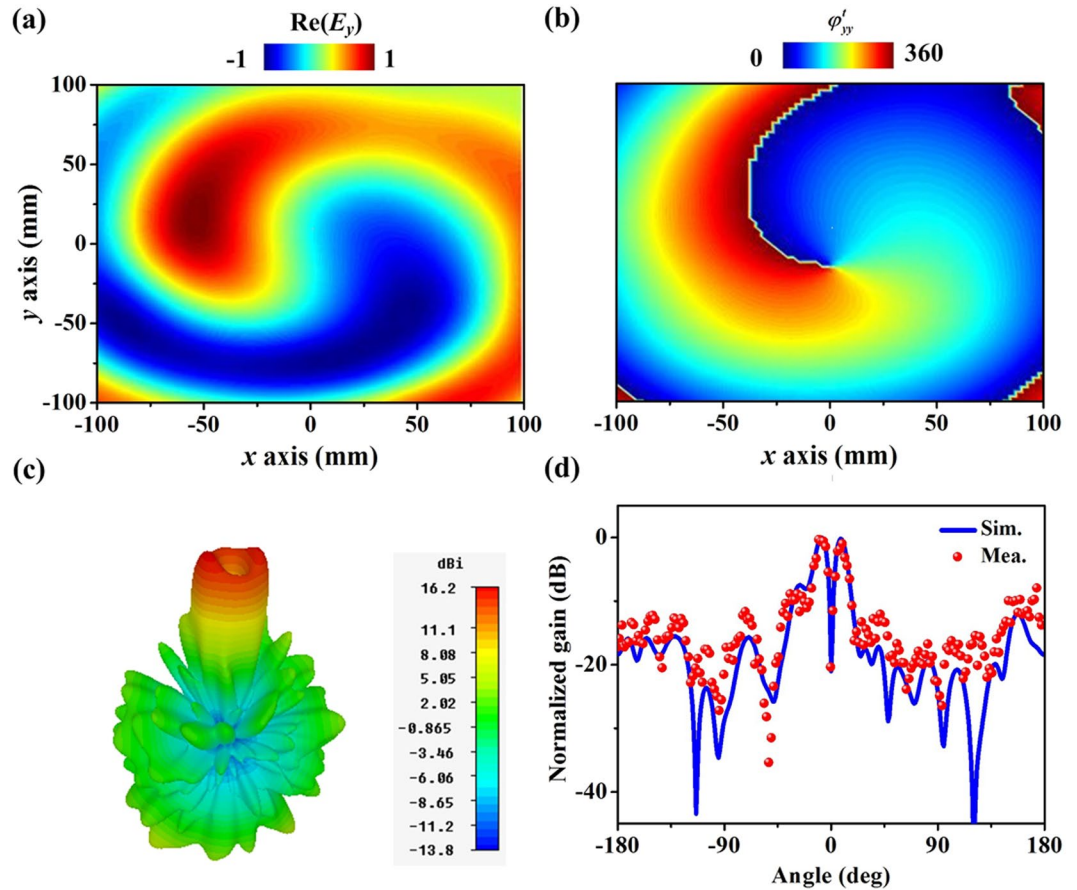 (a)
Re(E_y)
-1
1
100
50
0
-50
-100
y axis (mm)
-100
-50
0
50
100
x axis (mm)
(b)
φ^t_yy
0
360
-100
0
50
100
x axis (mm)
(c)
dBi
16.2
11.1
8.08
5.05
2.02
-0.865
-3.46
-6.06
-8.65
-11.2
-13.8
(d)
Sim.
Mea.
0
-20
-40
Normalized gain (dB)
-180
-90
0
90
180
Angle (deg)